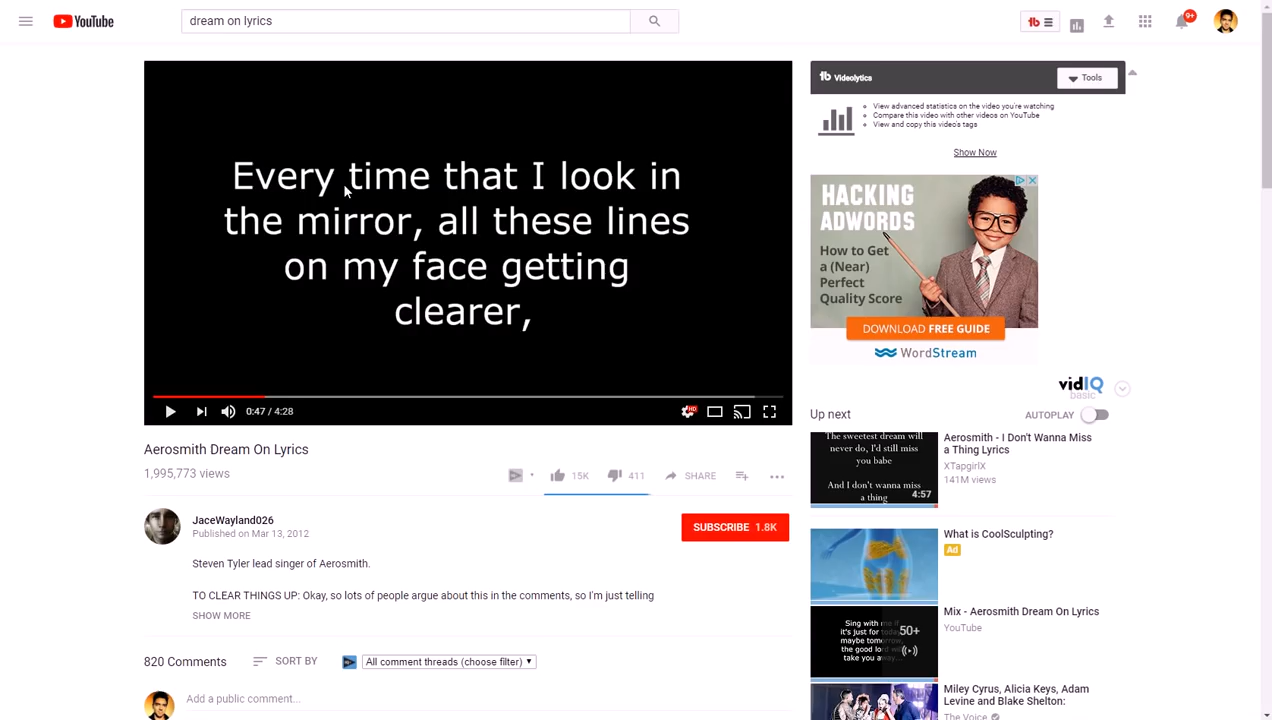 YouTube
dream on lyrics
9+
Every time that I look in
the mirror, all these lines
on my face getting
clearer,
0:47 / 4:28
HD
Aerosmith Dream On Lyrics
1,995,773 views
15K
411
SHARE
JaceWayland026
Published on Mar 13, 2012
SUBSCRIBE 1.8K
Steven Tyler lead singer of Aerosmith.
TO CLEAR THINGS UP: Okay, so lots of people argue about this in the comments, so I'm just telling
SHOW MORE
820 Comments
SORT BY
All comment threads (choose filter)
Add a public comment...
tb Videolytics
Tools
View advanced statistics on the video you're watching
Compare this video with other videos on YouTube
View and copy this video's tags
Show Now
HACKING
ADWORDS
How to Get
a (Near)
Perfect
Quality Score
DOWNLOAD FREE GUIDE
WordStream
vidIQ
basic
Up next
AUTOPLAY
The sweetest dream will
never do, I'd still miss
you babe
And I don't wanna miss
a thing
4:57
Aerosmith - I Don't Wanna Miss
a Thing Lyrics
XTapgirlX
141M views
What is CoolSculpting?
Ad
Sing with me if
it's just for today
maybe tomorrow,
the good lord will
take you away...
50+
Mix - Aerosmith Dream On Lyrics
YouTube
Miley Cyrus, Alicia Keys, Adam
Levine and Blake Shelton:
The Voice